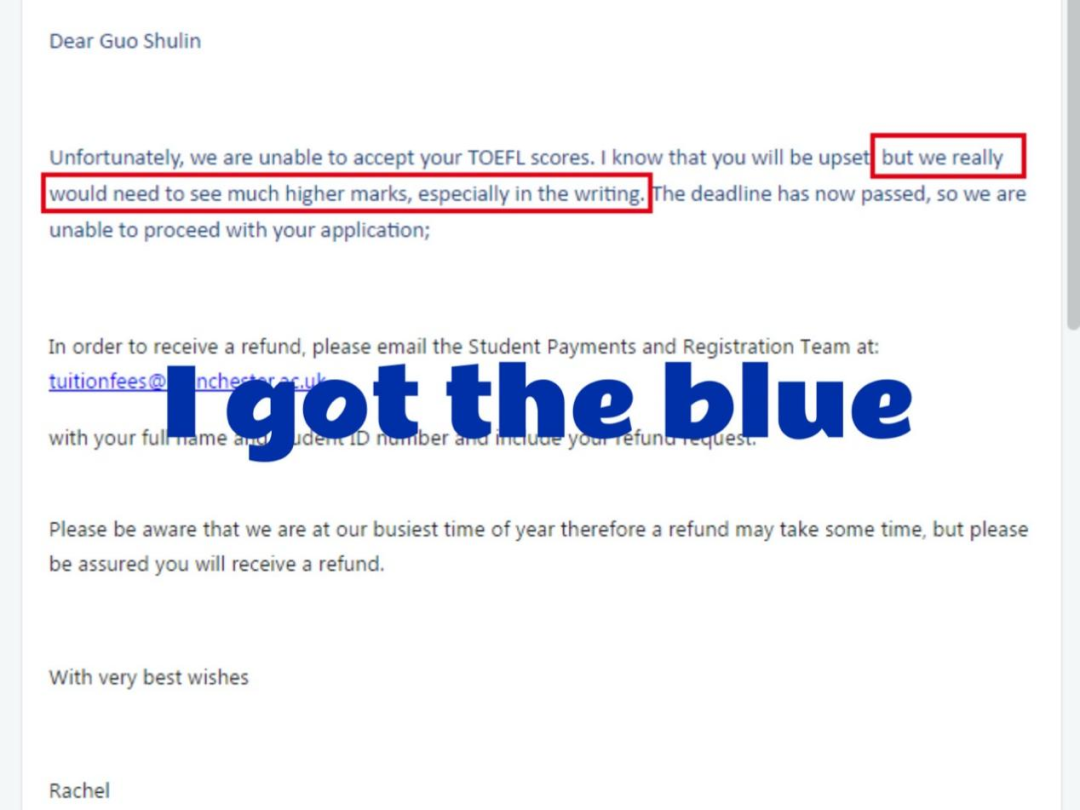 Dear Guo Shulin
Unfortunately, we are unable to accept your TOEFL scores. I know that you will be upset but we really
would need to see much higher marks, especially in the writing. The deadline has now passed, so we are
unable to proceed with your application;
In order to receive a refund, please email the Student Payments and Registration Team at:
tuitionfees@
I got the blue
with your full name and ID number and include your refund request.
Please be aware that we are at our busiest time of year therefore a refund may take some time, but please
be assured you will receive a refund.
With very best wishes
Rachel